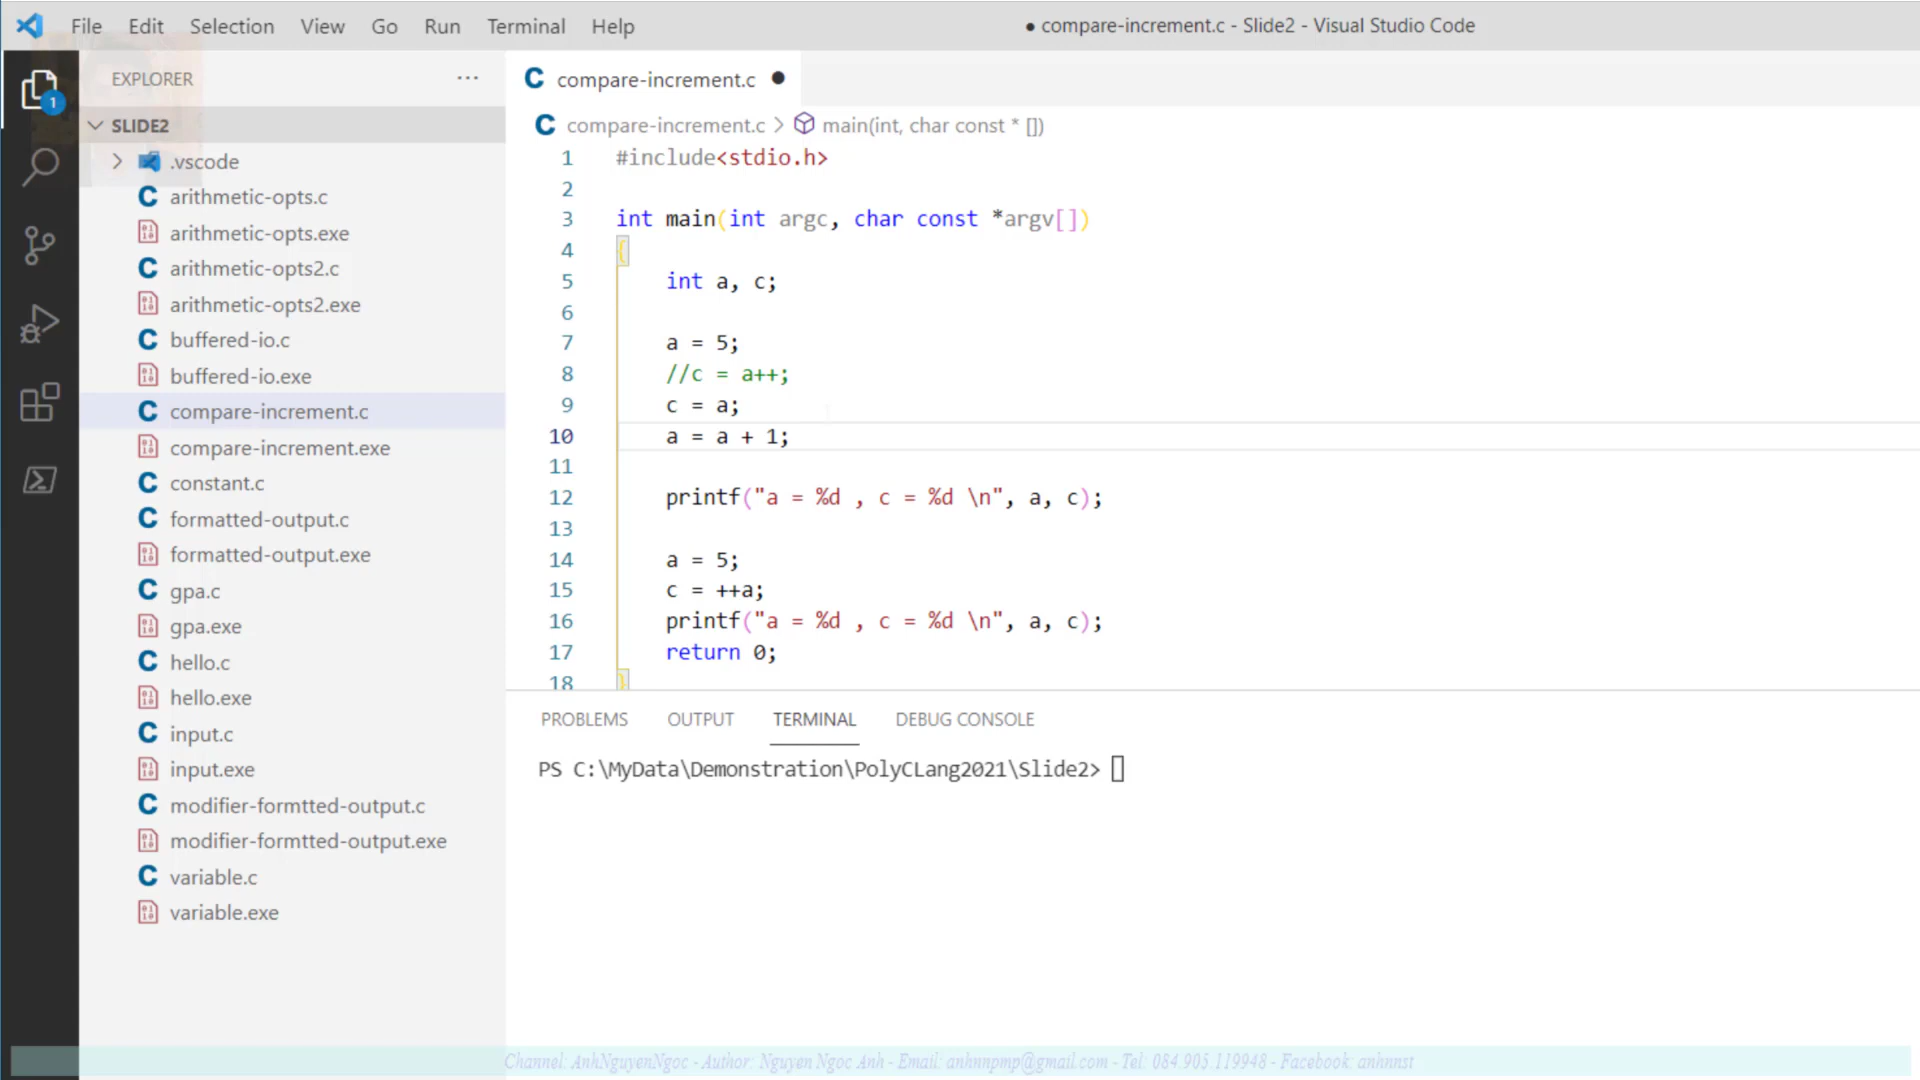 File Edit Selection View Go Run Terminal Help
● compare-increment.c - Slide2 - Visual Studio Code
EXPLORER ···
1
SLIDE2
.vscode
C arithmetic-opts.c
arithmetic-opts.exe
C arithmetic-opts2.c
arithmetic-opts2.exe
C buffered-io.c
buffered-io.exe
C compare-increment.c
compare-increment.exe
C constant.c
C formatted-output.c
formatted-output.exe
C gpa.c
gpa.exe
C hello.c
hello.exe
C input.c
input.exe
C modifier-formtted-output.c
modifier-formtted-output.exe
C variable.c
variable.exe
C compare-increment.c ●
C compare-increment.c > main(int, char const * [])
1 #include<stdio.h>
2
3 int main(int argc, char const *argv[])
4 {
5 int a, c;
6
7 a = 5;
8 //c = a++;
9 c = a;
10 a = a + 1;
11
12 printf("a = %d , c = %d \n", a, c);
13
14 a = 5;
15 c = ++a;
16 printf("a = %d , c = %d \n", a, c);
17 return 0;
18 }
PROBLEMS OUTPUT TERMINAL DEBUG CONSOLE
PS C:\MyData\Demonstration\PolyCLang2021\Slide2>
Channel: AnhNguyenNgoc - Author: Nguyen Ngoc Anh - Email: anhnnpmp@gmail.com - Tel: 084.905.119948 - Facebook: anhnnst